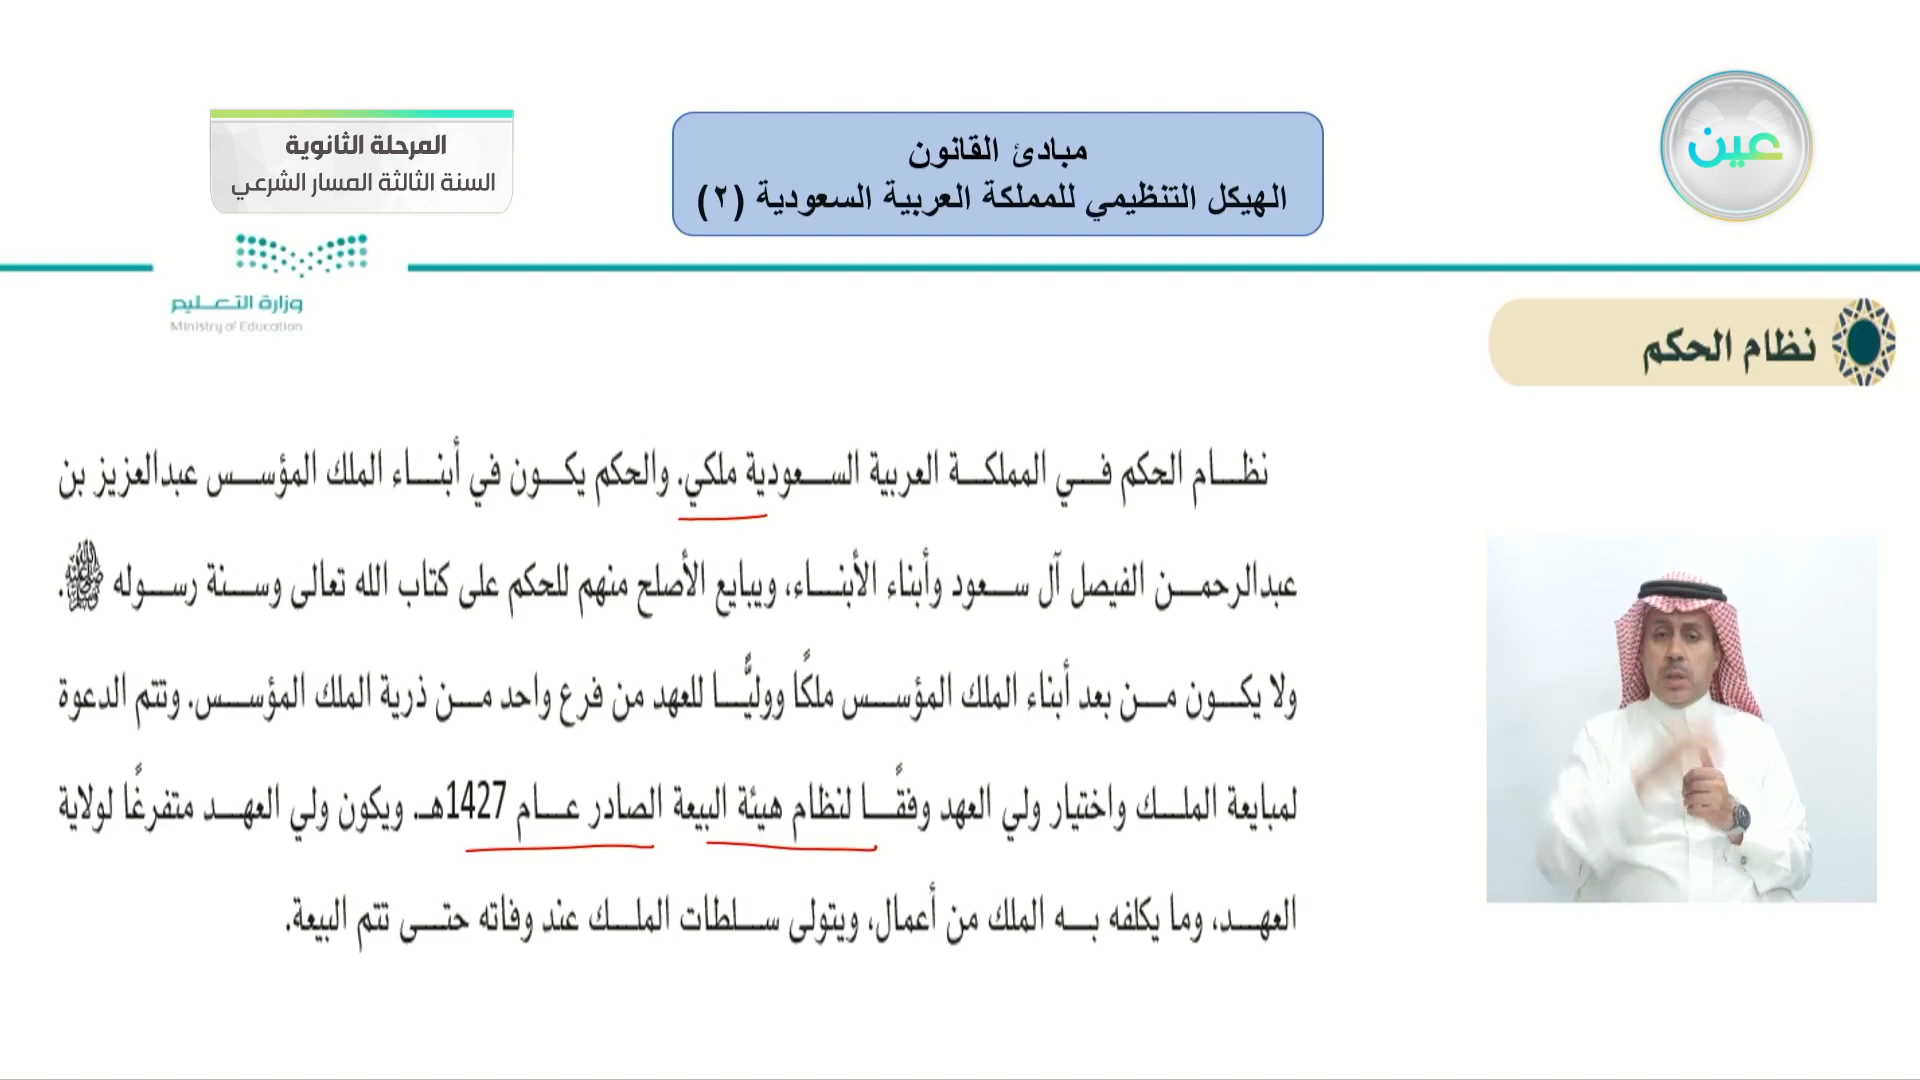 عين
مبادئ القانون
الهيكل التنظيمي للمملكة العربية السعودية (٢)
المرحلة الثانوية
السنة الثالثة المسار الشرعي
وزارة التعليم
Ministry of Education
نظام الحكم
نظام الحكم في المملكة العربية السعودية ملكي. والحكم يكون في أبناء الملك المؤسس عبدالعزيز بن
عبدالرحمن الفيصل آل سعود وأبناء الأبناء، ويبايع الأصلح منهم للحكم على كتاب الله تعالى وسنة رسوله ﷺ.
ولا يكون من بعد أبناء الملك المؤسس ملكًا ووليًّا للعهد من فرع واحد من ذرية الملك المؤسس. وتتم الدعوة
لمبايعة الملك واختيار ولي العهد وفقًا لنظام هيئة البيعة الصادر عام 1427هـ. ويكون ولي العهد متفرغًا لولاية
العهد، وما يكلفه به الملك من أعمال، ويتولى سلطات الملك عند وفاته حتى تتم البيعة.